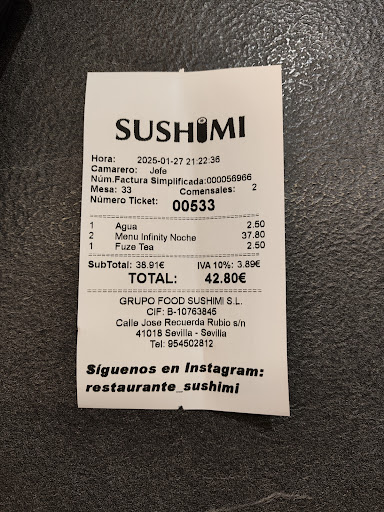 SUSHiMI
Hora: 2025-01-27 21:22:36
Camarero: Jefe
Núm.Factura Simplificada:000056966
Mesa: 33 Comensales: 2
Número Ticket: 00533
1 Agua 2.50
2 Menu Infinity Noche 37.80
1 Fuze Tea 2.50
SubTotal: 38.91€ IVA 10%: 3.89€
TOTAL: 42.80€
GRUPO FOOD SUSHIMI S.L.
CIF: B-10763845
Calle Jose Recuerda Rubio s/n
41018 Sevilla - Sevilla
Tel: 954502812
Síguenos en Instagram:
restaurante_sushimi